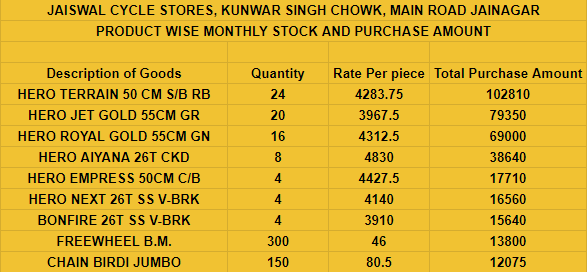 JAISWAL CYCLE STORES, KUNWAR SINGH CHOWK, MAIN ROAD JAINAGAR
PRODUCT WISE MONTHLY STOCK AND PURCHASE AMOUNT
Description of Goods Quantity Rate Per piece Total Purchase Amount
HERO TERRAIN 50 CM S/B RB 24 4283.75 102810
HERO JET GOLD 55CM GR 20 3967.5 79350
HERO ROYAL GOLD 55CM GN 16 4312.5 69000
HERO AIYANA 26T CKD 8 4830 38640
HERO EMPRESS 50CM C/B 4 4427.5 17710
HERO NEXT 26T SS V-BRK 4 4140 16560
BONFIRE 26T SS V-BRK 4 3910 15640
FREEWHEEL B.M. 300 46 13800
CHAIN BIRDI JUMBO 150 80.5 12075